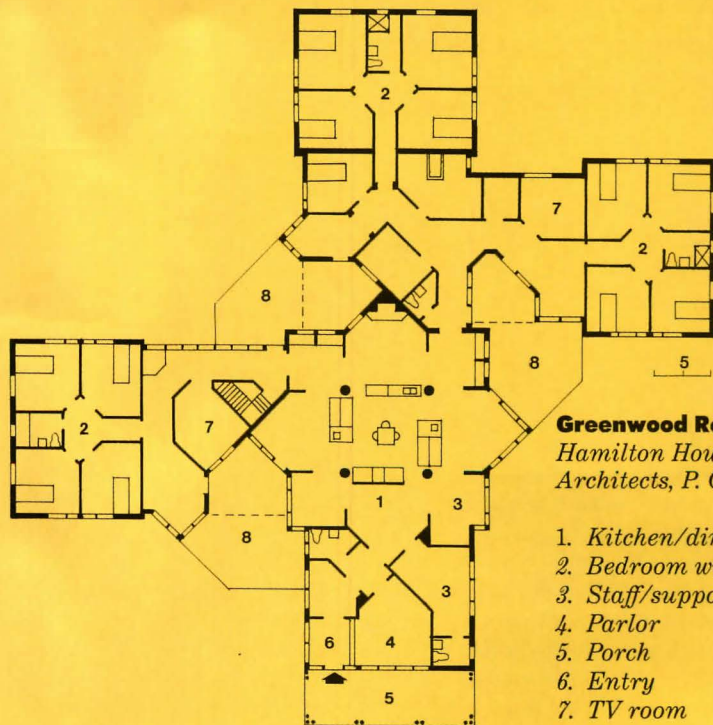 2
7
2
8
8
5
2
7
1
3
8
3
6
4
5
Greenwood Re
Hamilton Hou
Architects, P. C
1. Kitchen/din
2. Bedroom w
3. Staff/suppo
4. Parlor
5. Porch
6. Entry
7. TV room